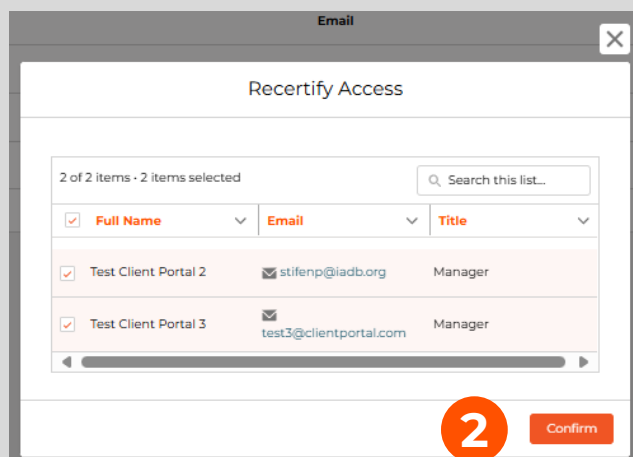 Email
Recertify Access
2 of 2 items • 2 items selected
Search this list...
Full Name Email Title
Test Client Portal 2 stifenp@iadb.org Manager
Test Client Portal 3 test3@clientportal.com Manager
2 Confirm